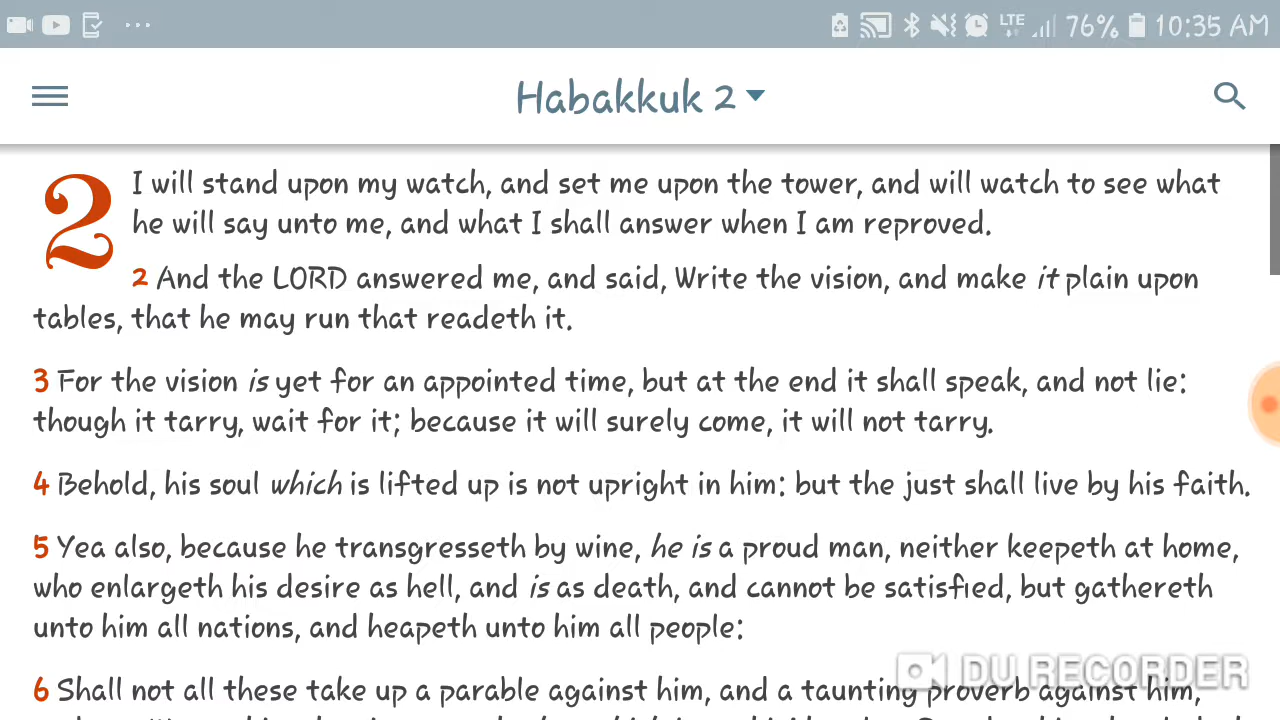 LTE 76% 10:35 AM
Habakkuk 2
2 I will stand upon my watch, and set me upon the tower, and will watch to see what
he will say unto me, and what I shall answer when I am reproved.
2 And the LORD answered me, and said, Write the vision, and make it plain upon
tables, that he may run that readeth it.
3 For the vision is yet for an appointed time, but at the end it shall speak, and not lie:
though it tarry, wait for it; because it will surely come, it will not tarry.
4 Behold, his soul which is lifted up is not upright in him: but the just shall live by his faith.
5 Yea also, because he transgresseth by wine, he is a proud man, neither keepeth at home,
who enlargeth his desire as hell, and is as death, and cannot be satisfied, but gathereth
unto him all nations, and heapeth unto him all people:
DU RECORDER
6 Shall not all these take up a parable against him, and a taunting proverb against him,